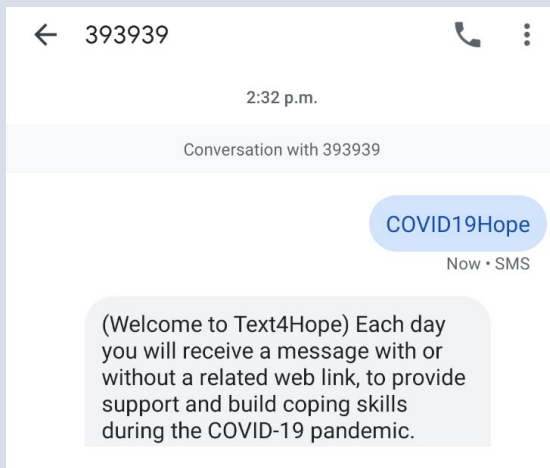 393939
2:32 p.m.
Conversation with 393939
COVID19Hope
Now • SMS
(Welcome to Text4Hope) Each day
you will receive a message with or
without a related web link, to provide
support and build coping skills
during the COVID-19 pandemic.